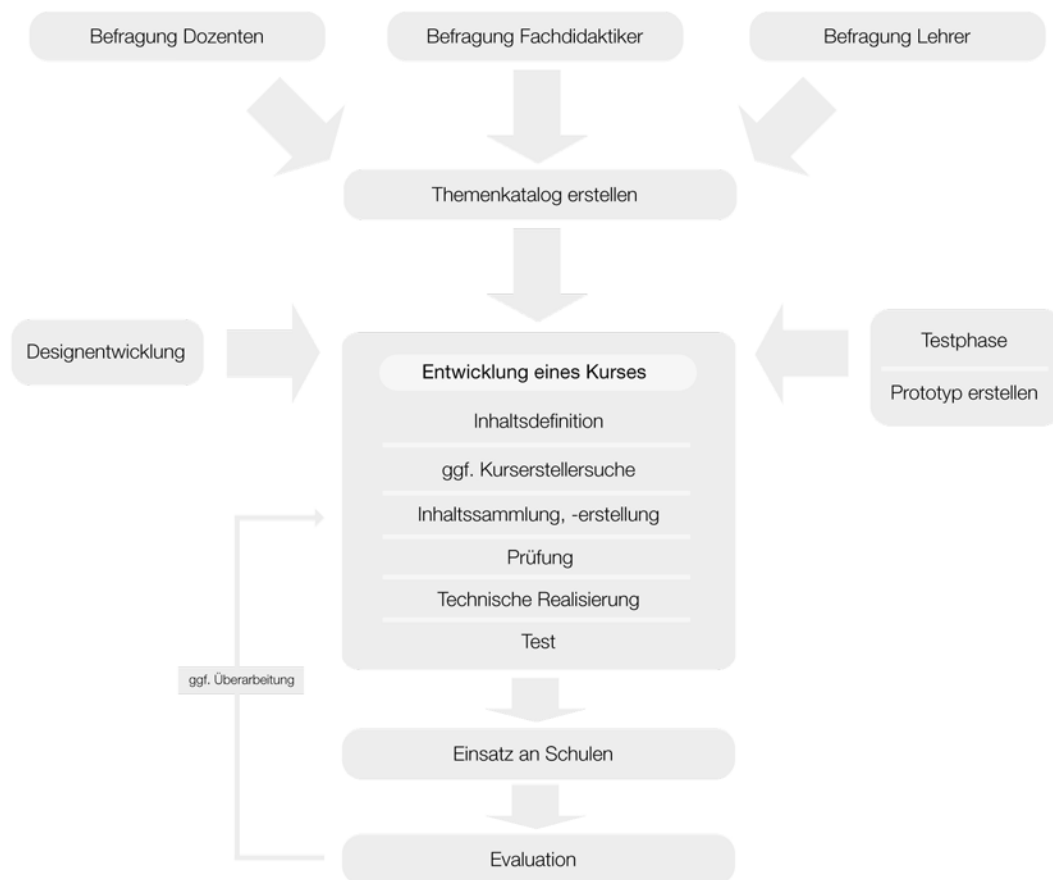 Befragung Dozenten
Befragung Fachdidaktiker
Befragung Lehrer
Themenkatalog erstellen
Designentwicklung
Testphase
Prototyp erstellen
Entwicklung eines Kurses
Inhaltsdefinition
ggf. Kurserstellersuche
Inhaltssammlung, -erstellung
Prüfung
Technische Realisierung
Test
ggf. Überarbeitung
Einsatz an Schulen
Evaluation